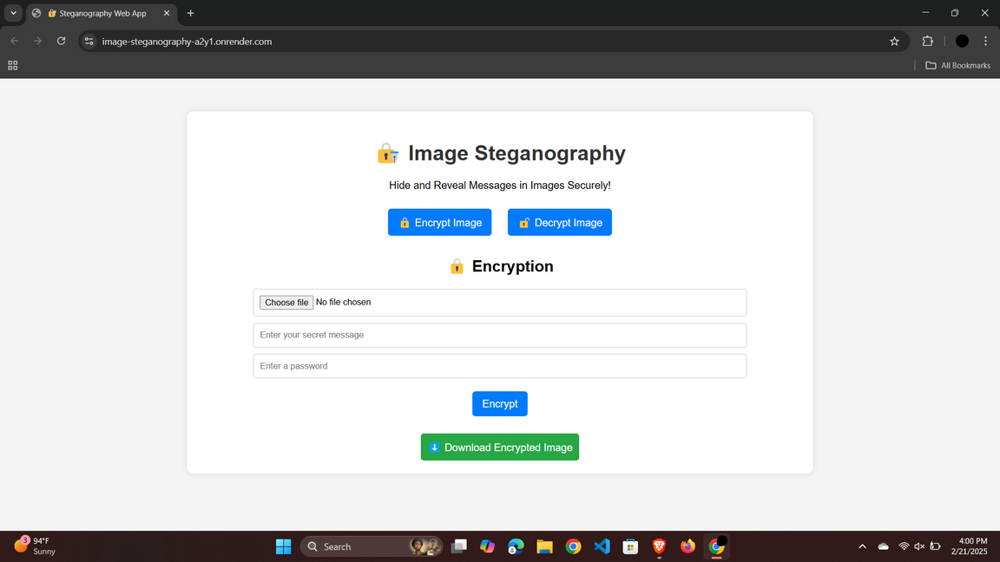 Steganography Web App
image-steganography-a2y1.onrender.com
All Bookmarks
Image Steganography
Hide and Reveal Messages in Images Securely!
Encrypt Image
Decrypt Image
Encryption
Choose file No file chosen
Enter your secret message
Enter a password
Encrypt
Download Encrypted Image
3
94°F
Sunny
Search
4:00 PM
2/21/2025